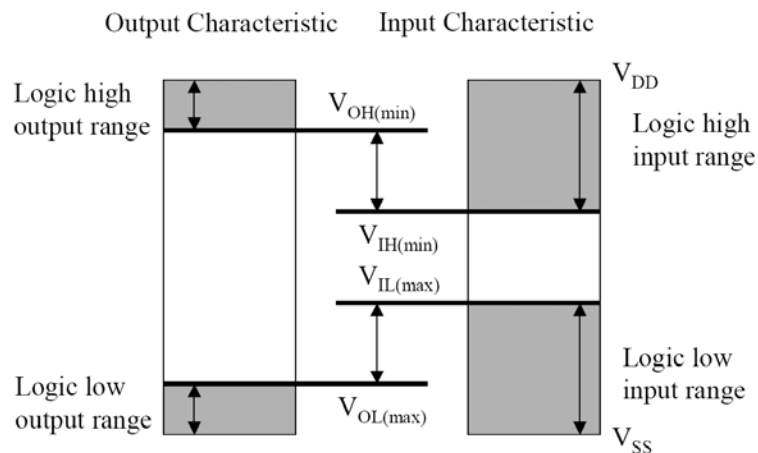 Output Characteristic
Input Characteristic
V_DD
Logic high
output range
V_OH(min)
Logic high
input range
V_IH(min)
V_IL(max)
Logic low
input range
Logic low
output range
V_OL(max)
V_SS